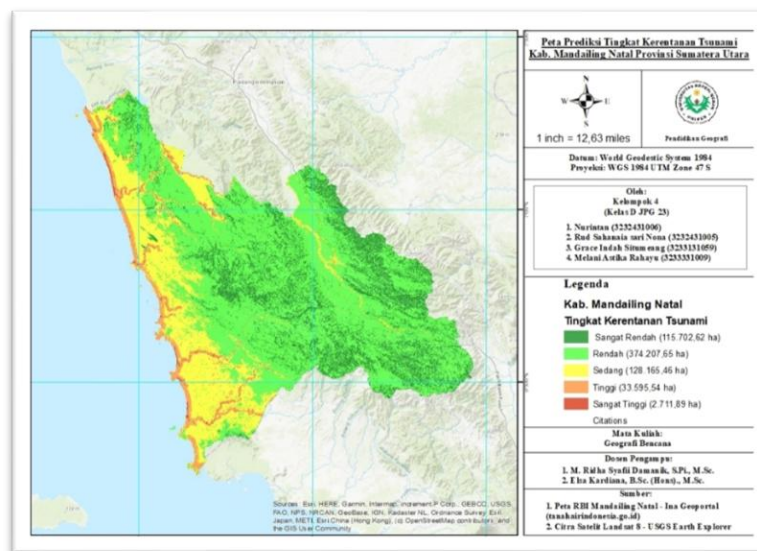 Peta Prediksi Tingkat Kerentanan Tsunami
Kab. Mandailing Natal Provinsi Sumatera Utara
N
W E
S
1 inch = 12,63 miles
Pendidikan Geografi
Datum: World Geodestic System 1984
Proyeksi: WGS 1984 UTM Zone 47 S
Oleh:
Kelompok 4
(Kelas D JPG 23)
1. Nuriatan (3232431006)
2. Rud Sahanaia sari Nona (3232431005)
3. Grace Indah Situmeang (3233131059)
4. Melani Astika Rahayu (3233331009)
Legenda
Kab. Mandailing Natal
Tingkat Kerentanan Tsunami
Sangat Rendah (115.702,62 ha)
Rendah (374.207,65 ha)
Sedang (128.165,46 ha)
Tinggi (33.595,54 ha)
Sangat Tinggi (2.711,89 ha)
Citations
Mata Kuliah:
Geografi Bencana
Dosen Pengampu:
1. M. Ridha Syafii Damanik, S.Pi., M.Sc.
2. Elta Kardiana, B.Sc. (Hons)., M.Sc.
Sumber:
1. Peta RBI Mandailing Natal - Ina Geoportal
(tanahairindonesia.go.id)
2. Citra Satelit Landsat 8 - USGS Earth Explorer
Sources: Esri, HERE, Garmin, Intermap, increment P Corp., GEBCO, USGS,
FAO, NPS, NRCAN, GeoBase, IGN, Kadaster NL, Ordnance Survey, Esri
Japan, METI, Esri China (Hong Kong), (c) OpenStreetMap contributors, and
the GIS User Community